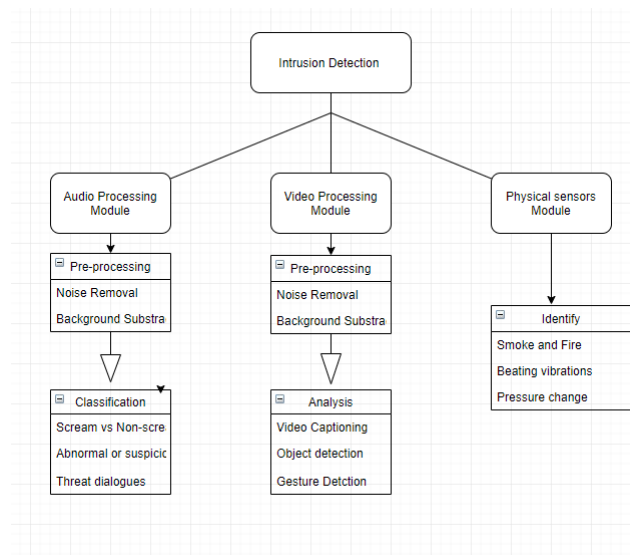 Intrusion Detection
Audio Processing
Module
Video Processing
Module
Physical sensors
Module
Pre-processing
Noise Removal
Background Substra
Pre-processing
Noise Removal
Background Substra
Identify
Smoke and Fire
Beating vibrations
Pressure change
Classification
Scream vs Non-scre
Abnormal or suspicic
Threat dialogues
Analysis
Video Captioning
Object detection
Gesture Detction